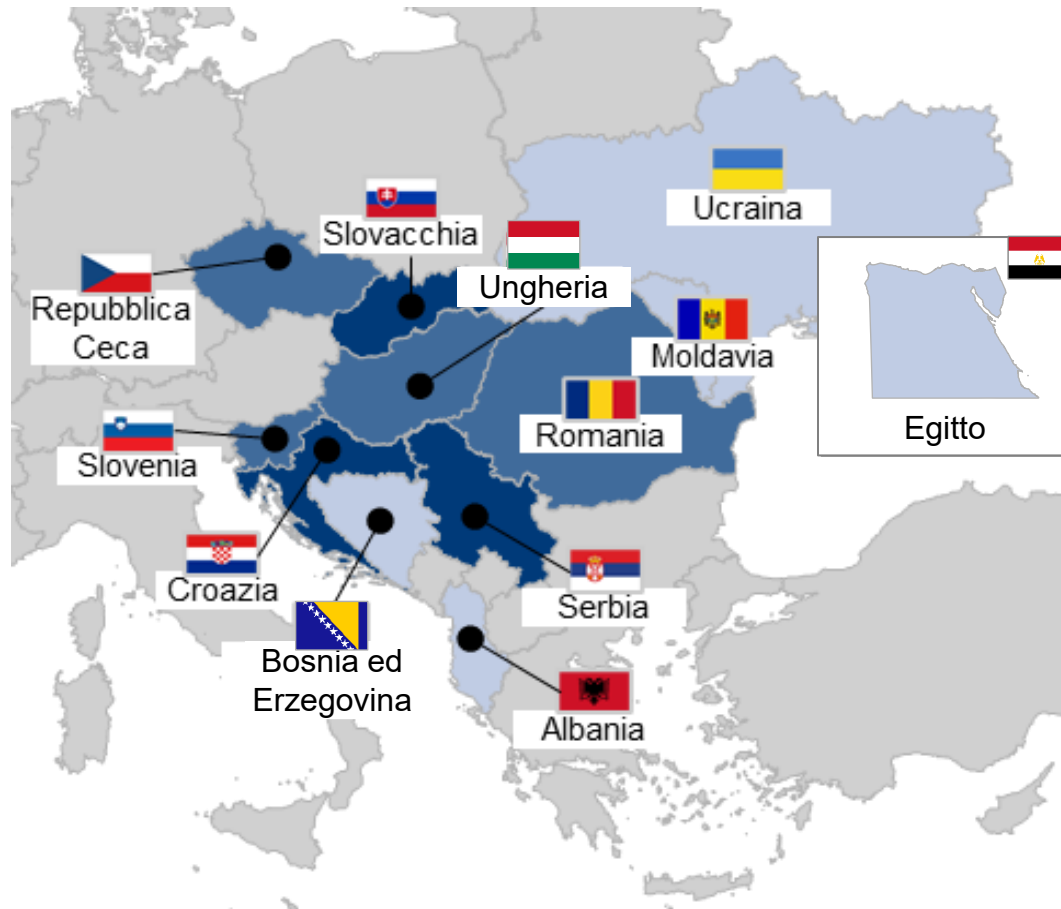 Ucraina
Slovacchia
Ungheria
Repubblica
Ceca
Moldavia
Egitto
Romania
Slovenia
Croazia
Serbia
Bosnia ed
Erzegovina
Albania